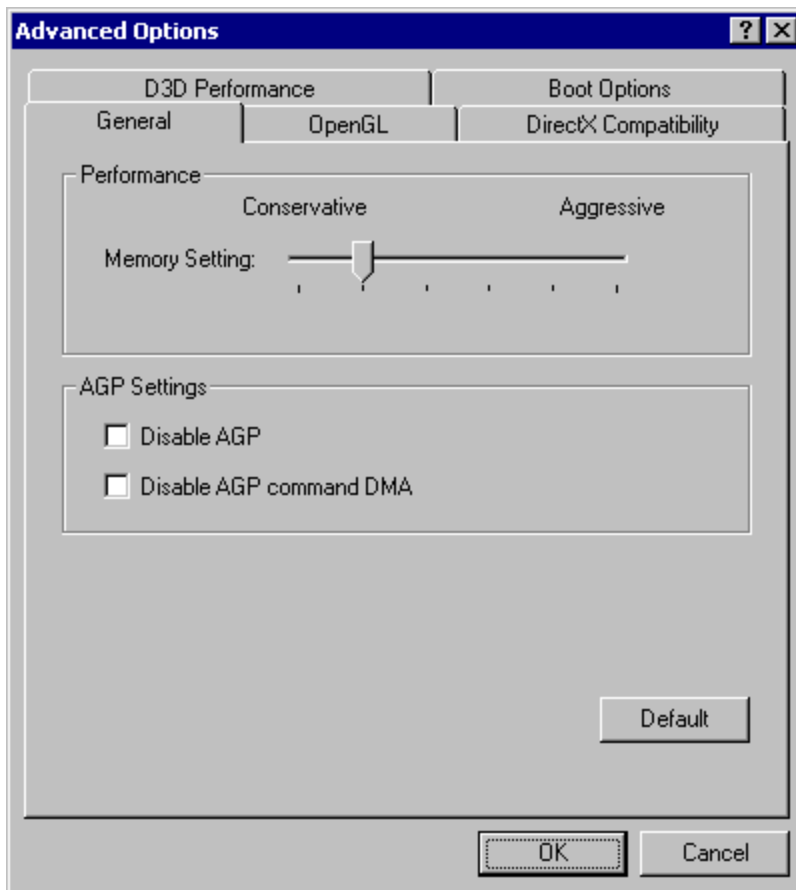 Advanced Options
D3D Performance Boot Options
General OpenGL DirectX Compatibility
Performance
Conservative Aggressive
Memory Setting:
AGP Settings
Disable AGP
Disable AGP command DMA
Default
OK Cancel